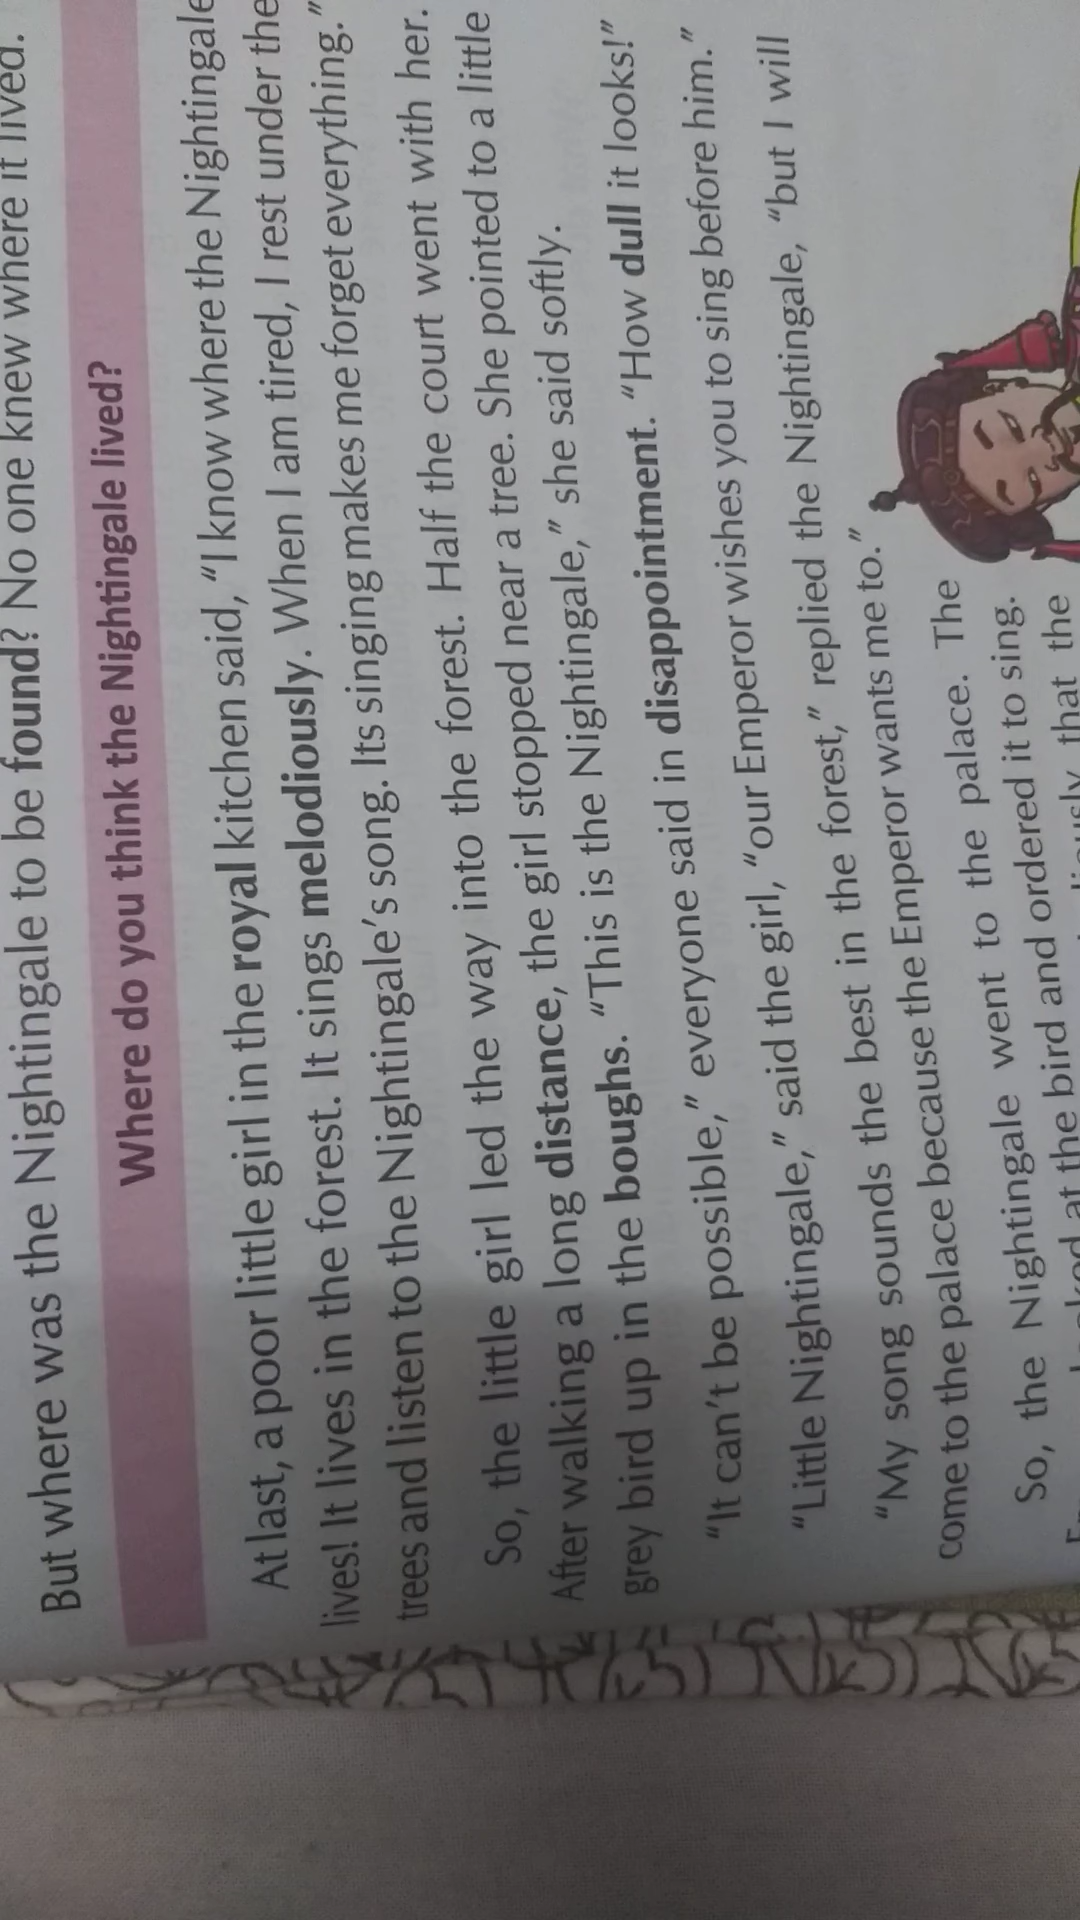 But where was the Nightingale to be found? No one knew where it lived.
Where do you think the Nightingale lived?
At last, a poor little girl in the royal kitchen said, “I know where the Nightingale
lives! It lives in the forest. It sings melodiously. When I am tired, I rest under the
trees and listen to the Nightingale’s song. Its singing makes me forget everything.”
So, the little girl led the way into the forest. Half the court went with her.
After walking a long distance, the girl stopped near a tree. She pointed to a little
grey bird up in the boughs. “This is the Nightingale,” she said softly.
“It can’t be possible,” everyone said in disappointment. “How dull it looks!”
“Little Nightingale,” said the girl, “our Emperor wishes you to sing before him.”
“My song sounds the best in the forest,” replied the Nightingale, “but I will
come to the palace because the Emperor wants me to.”
So, the Nightingale went to the palace. The
at the bird and ordered it to sing.
that the